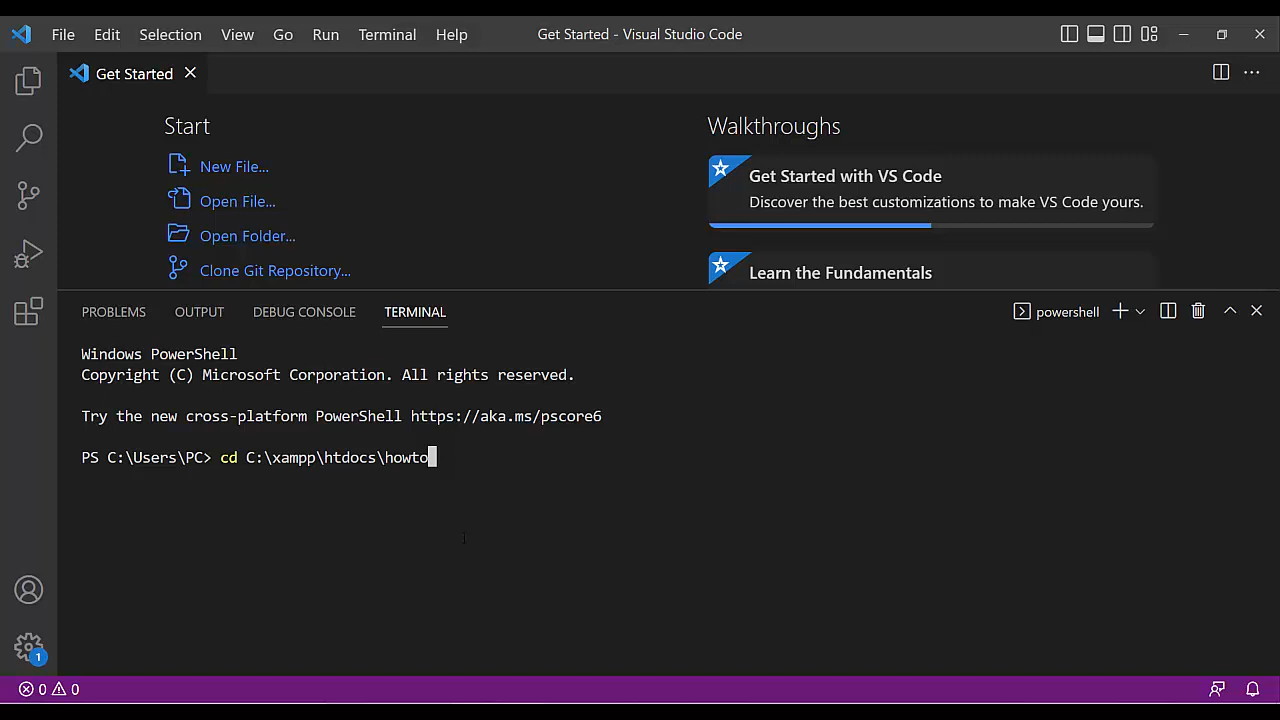 File Edit Selection View Go Run Terminal Help Get Started - Visual Studio Code
Get Started
Start
New File...
Open File...
Open Folder...
Clone Git Repository...
Walkthroughs
Get Started with VS Code
Discover the best customizations to make VS Code yours.
Learn the Fundamentals
PROBLEMS OUTPUT DEBUG CONSOLE TERMINAL powershell
Windows PowerShell
Copyright (C) Microsoft Corporation. All rights reserved.
Try the new cross-platform PowerShell https://aka.ms/pscore6
PS C:\Users\PC> cd C:\xampp\htdocs\howto
1
0 0